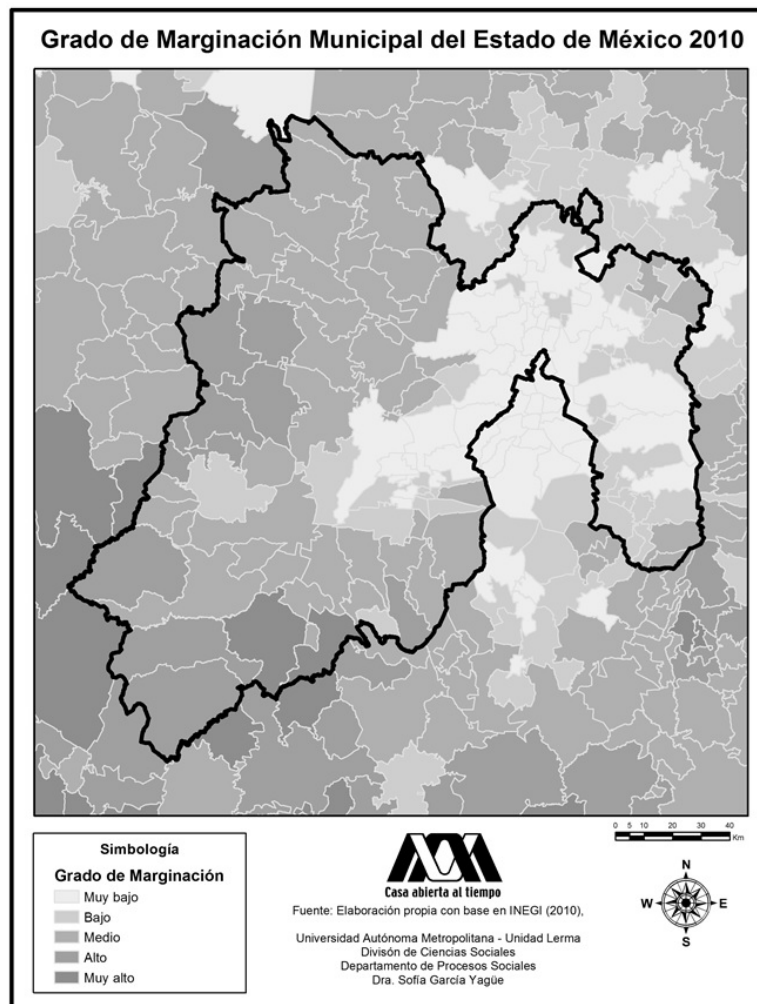 Grado de Marginación Municipal del Estado de México 2010
Simbología
Grado de Marginación
Muy bajo
Bajo
Medio
Alto
Muy alto
Casa abierta al tiempo
Fuente: Elaboración propia con base en INEGI (2010),
Universidad Autónoma Metropolitana - Unidad Lerma
Divisón de Ciencias Sociales
Departamento de Procesos Sociales
Dra. Sofía García Yagüe
0 5 10 20 30 40
Km
N
W E
S